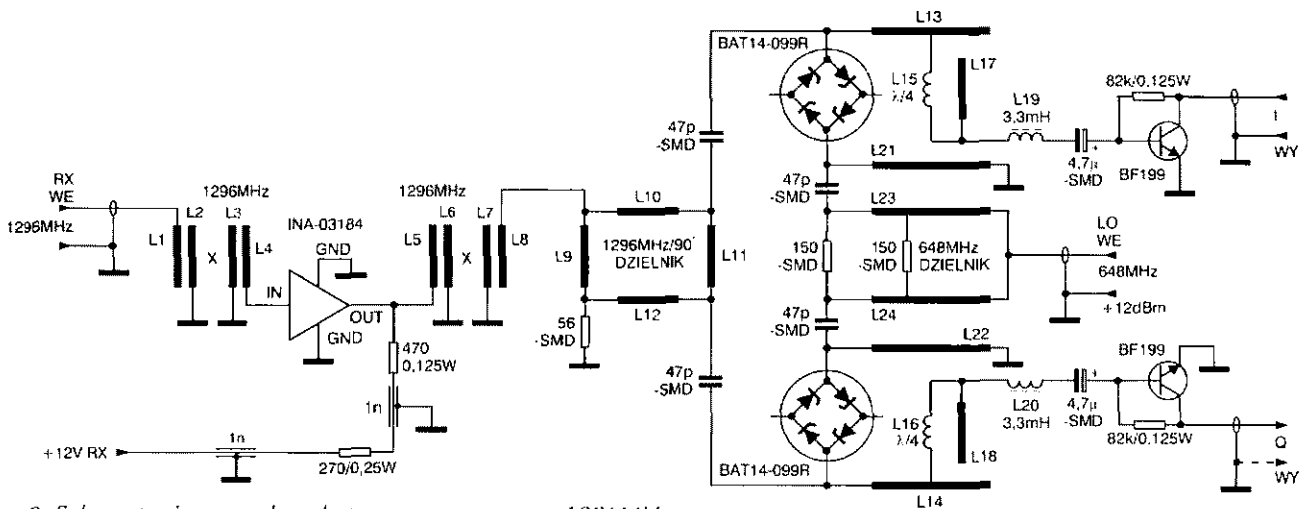 RX
WE
1296MHz
L1
L2
X
1296MHz
L3
L4
INA-03184
GND
IN
OUT
GND
470
0,125W
1n
+12V RX
1n
270/0,25W
1296MHz
L5
L6
X
L7
L8
L9
L10
1296MHz/90°
DZIELNIK
L11
L12
56
-SMD
47p
-SMD
47p
-SMD
BAT14-099R
L13
L15
λ/4
L17
L19
3,3mH
4,7µ
-SMD
+
82k/0,125W
BF199
I
WY
L21
47p
-SMD
L23
150
-SMD
150
-SMD
648MHz
DZIELNIK
L24
LO
WE
648MHz
+12dBm
47p
-SMD
L22
BAT14-099R
L16
λ/4
L18
L14
L20
3,3mH
4,7µ
-SMD
+
BF199
82k/0,125W
Q
WY